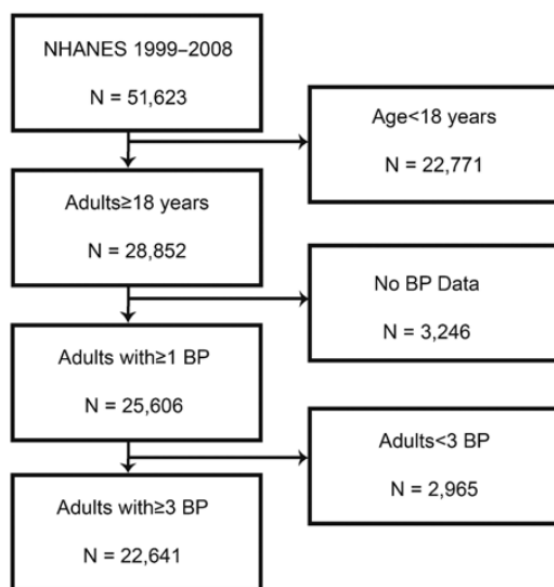 NHANES 1999–2008
N = 51,623
Age<18 years
N = 22,771
Adults≥18 years
N = 28,852
No BP Data
N = 3,246
Adults with≥1 BP
N = 25,606
Adults<3 BP
N = 2,965
Adults with≥3 BP
N = 22,641